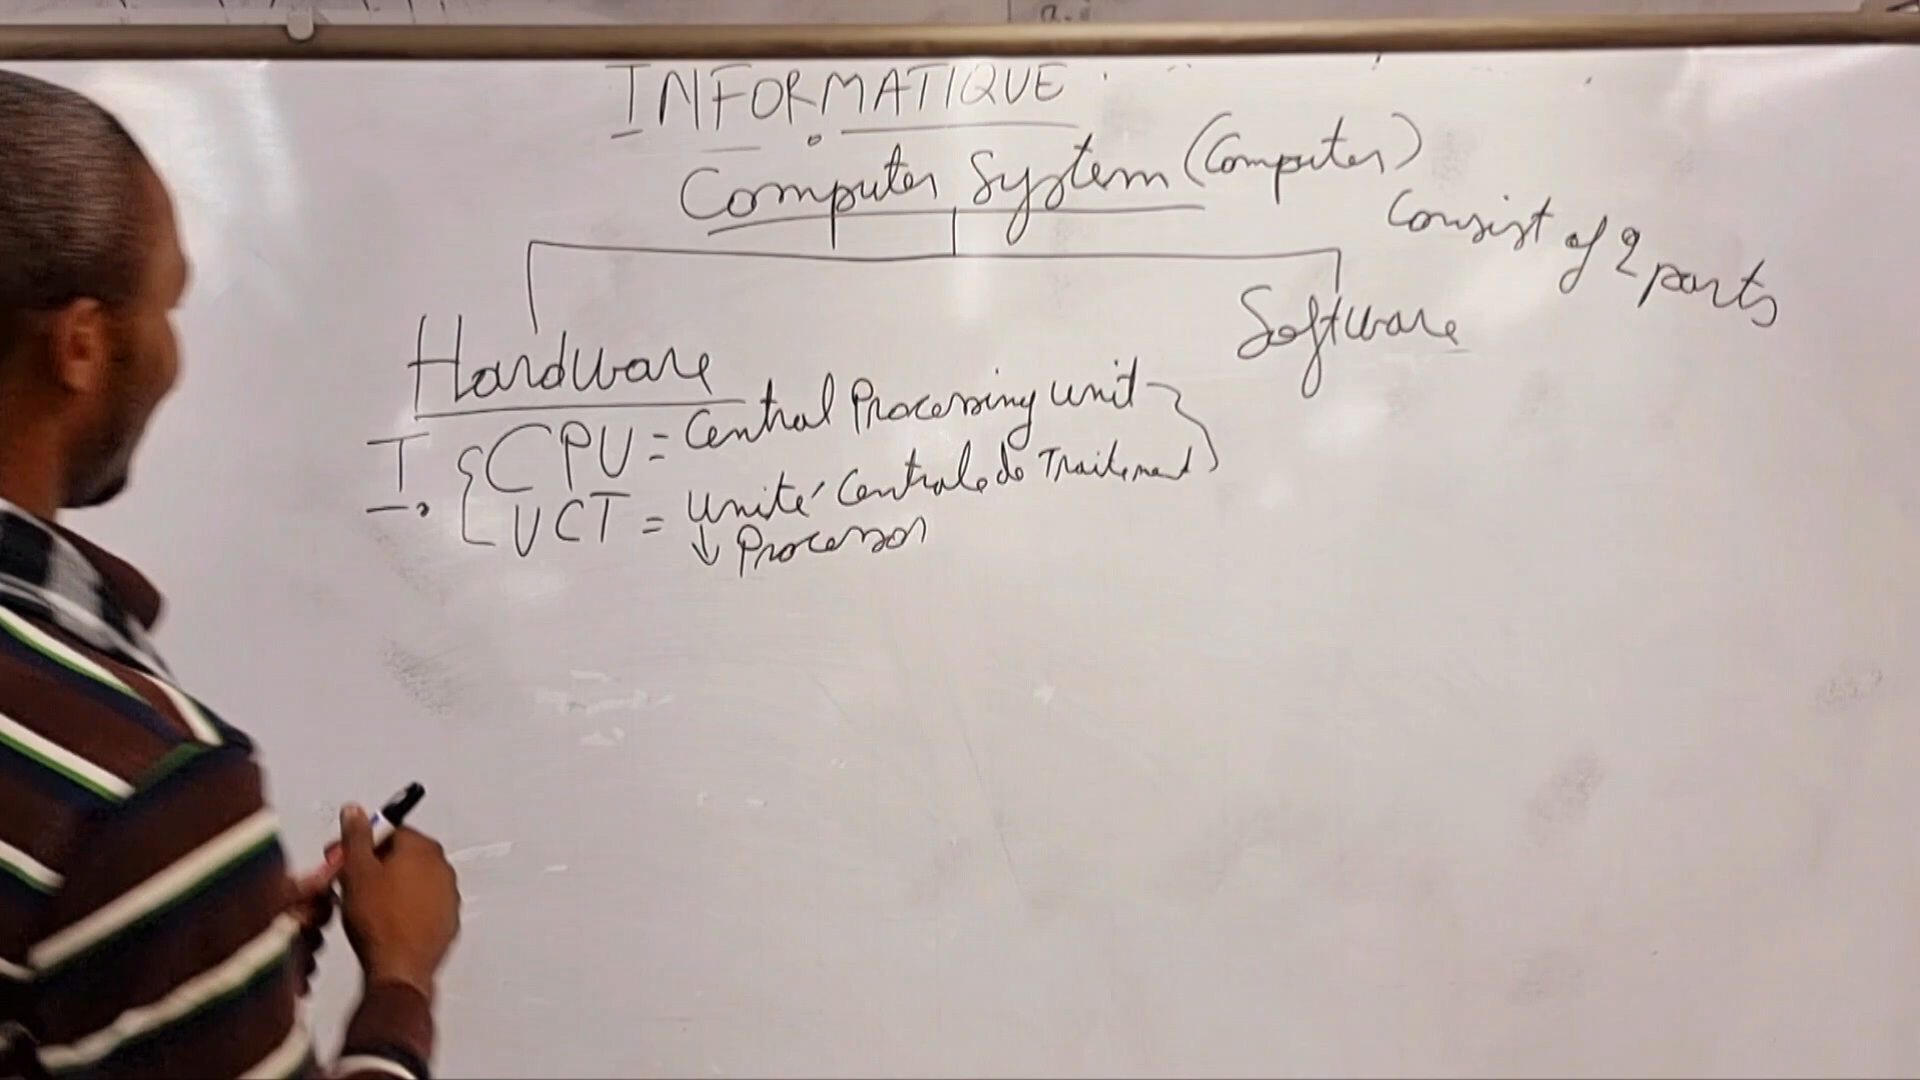 INFORMATIQUE
Computer System (Computer)
Consist of 2 parts
Hardware
Software
I. CPU = Central Processing unit
UCT = Unité Centrale de Traitement
↓ Processor